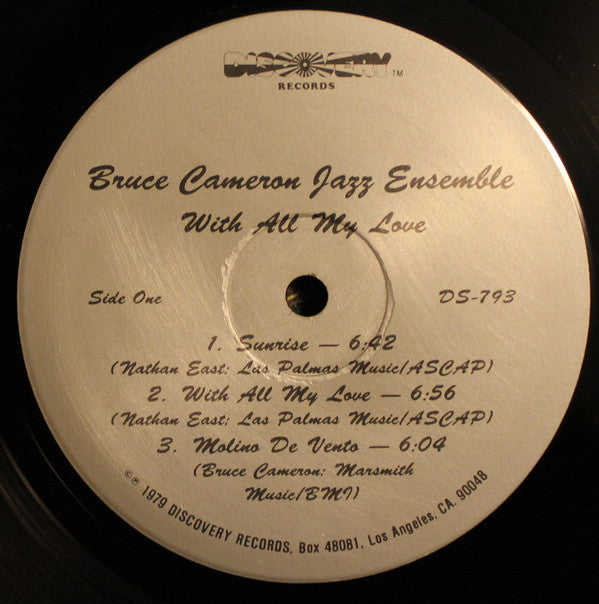 DISCOVERY TM
RECORDS
Bruce Cameron Jazz Ensemble
With All My Love
Side One DS-793
1. Sunrise — 6:42
(Nathan East: Las Palmas Music/ASCAP)
2. With All My Love — 6:56
(Nathan East: Las Palmas Music/ASCAP)
3. Molino De Vento — 6:04
(Bruce Cameron: Marsmith
Music/BMI)
©℗ 1979 DISCOVERY RECORDS, Box 48081, Los Angeles, CA. 90048